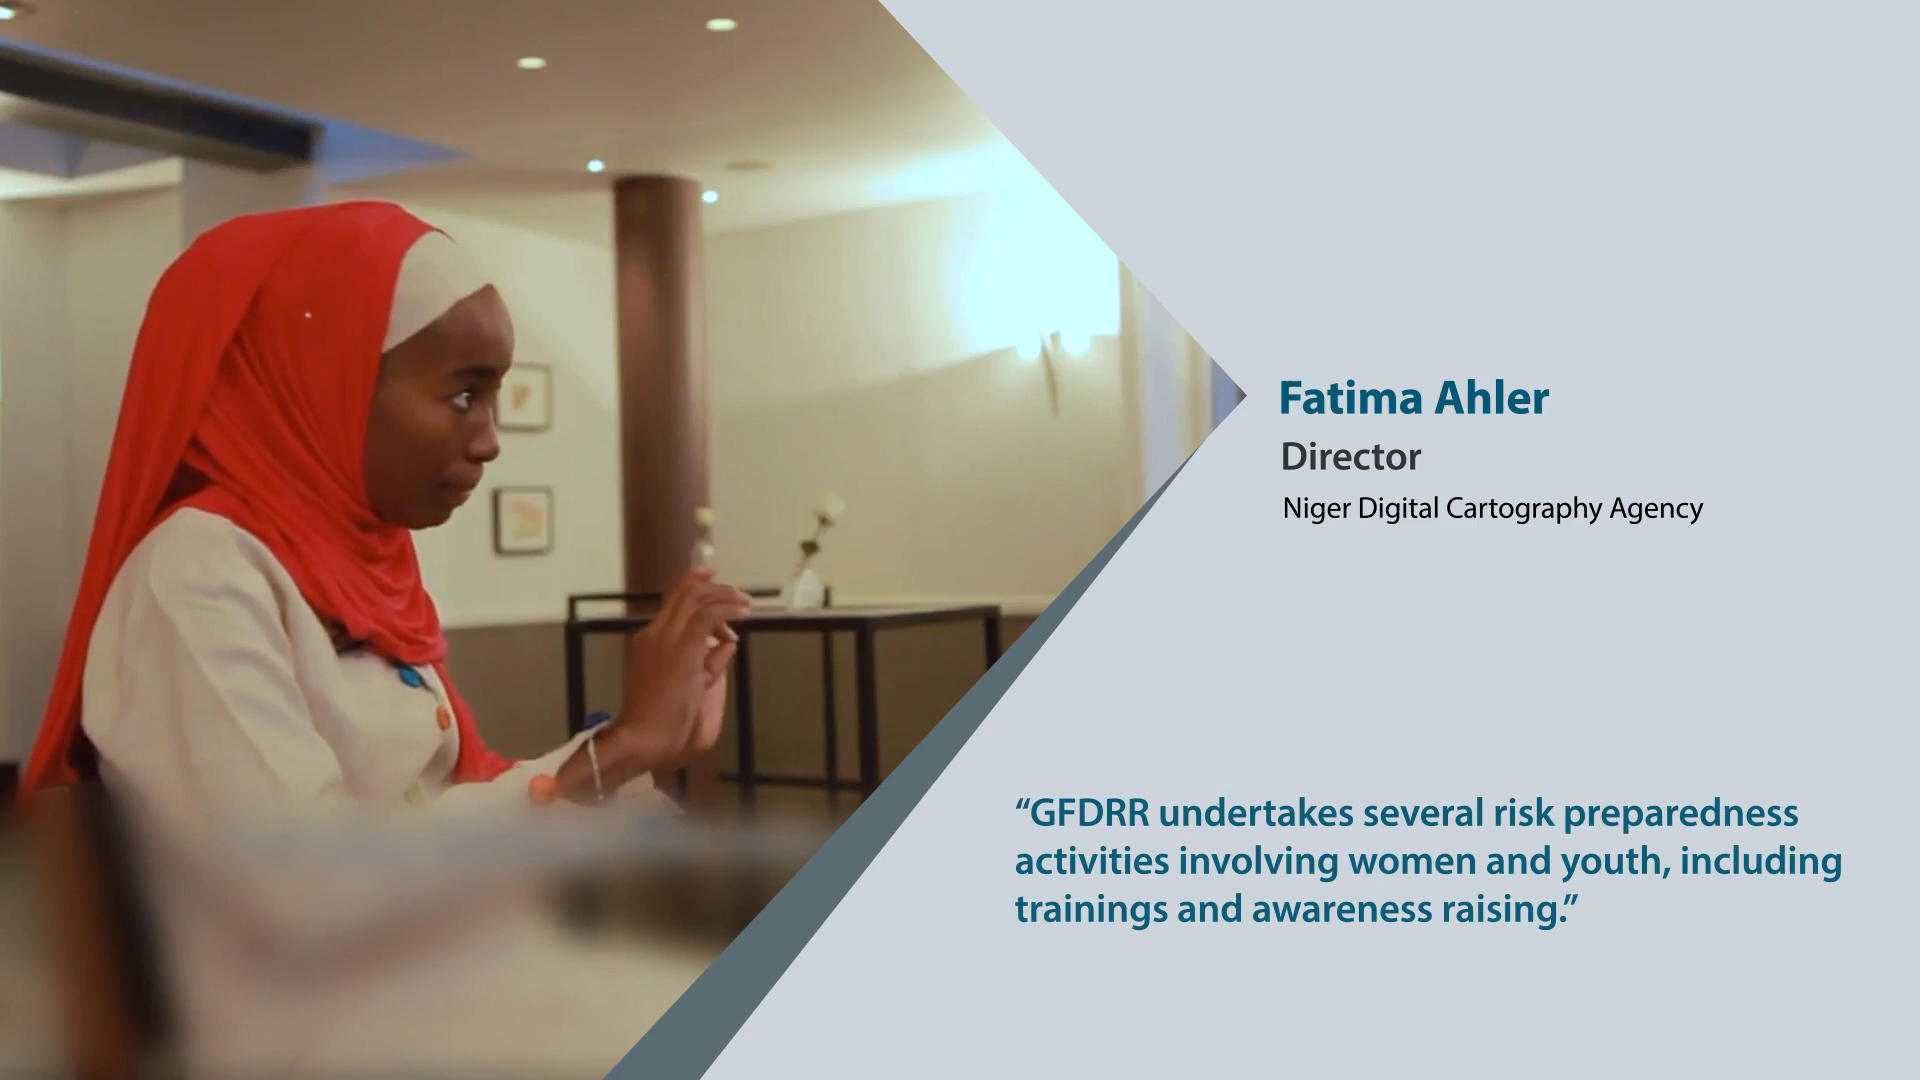 Fatima Ahler
Director
Niger Digital Cartography Agency
“GFDRR undertakes several risk preparedness
activities involving women and youth, including
trainings and awareness raising.”